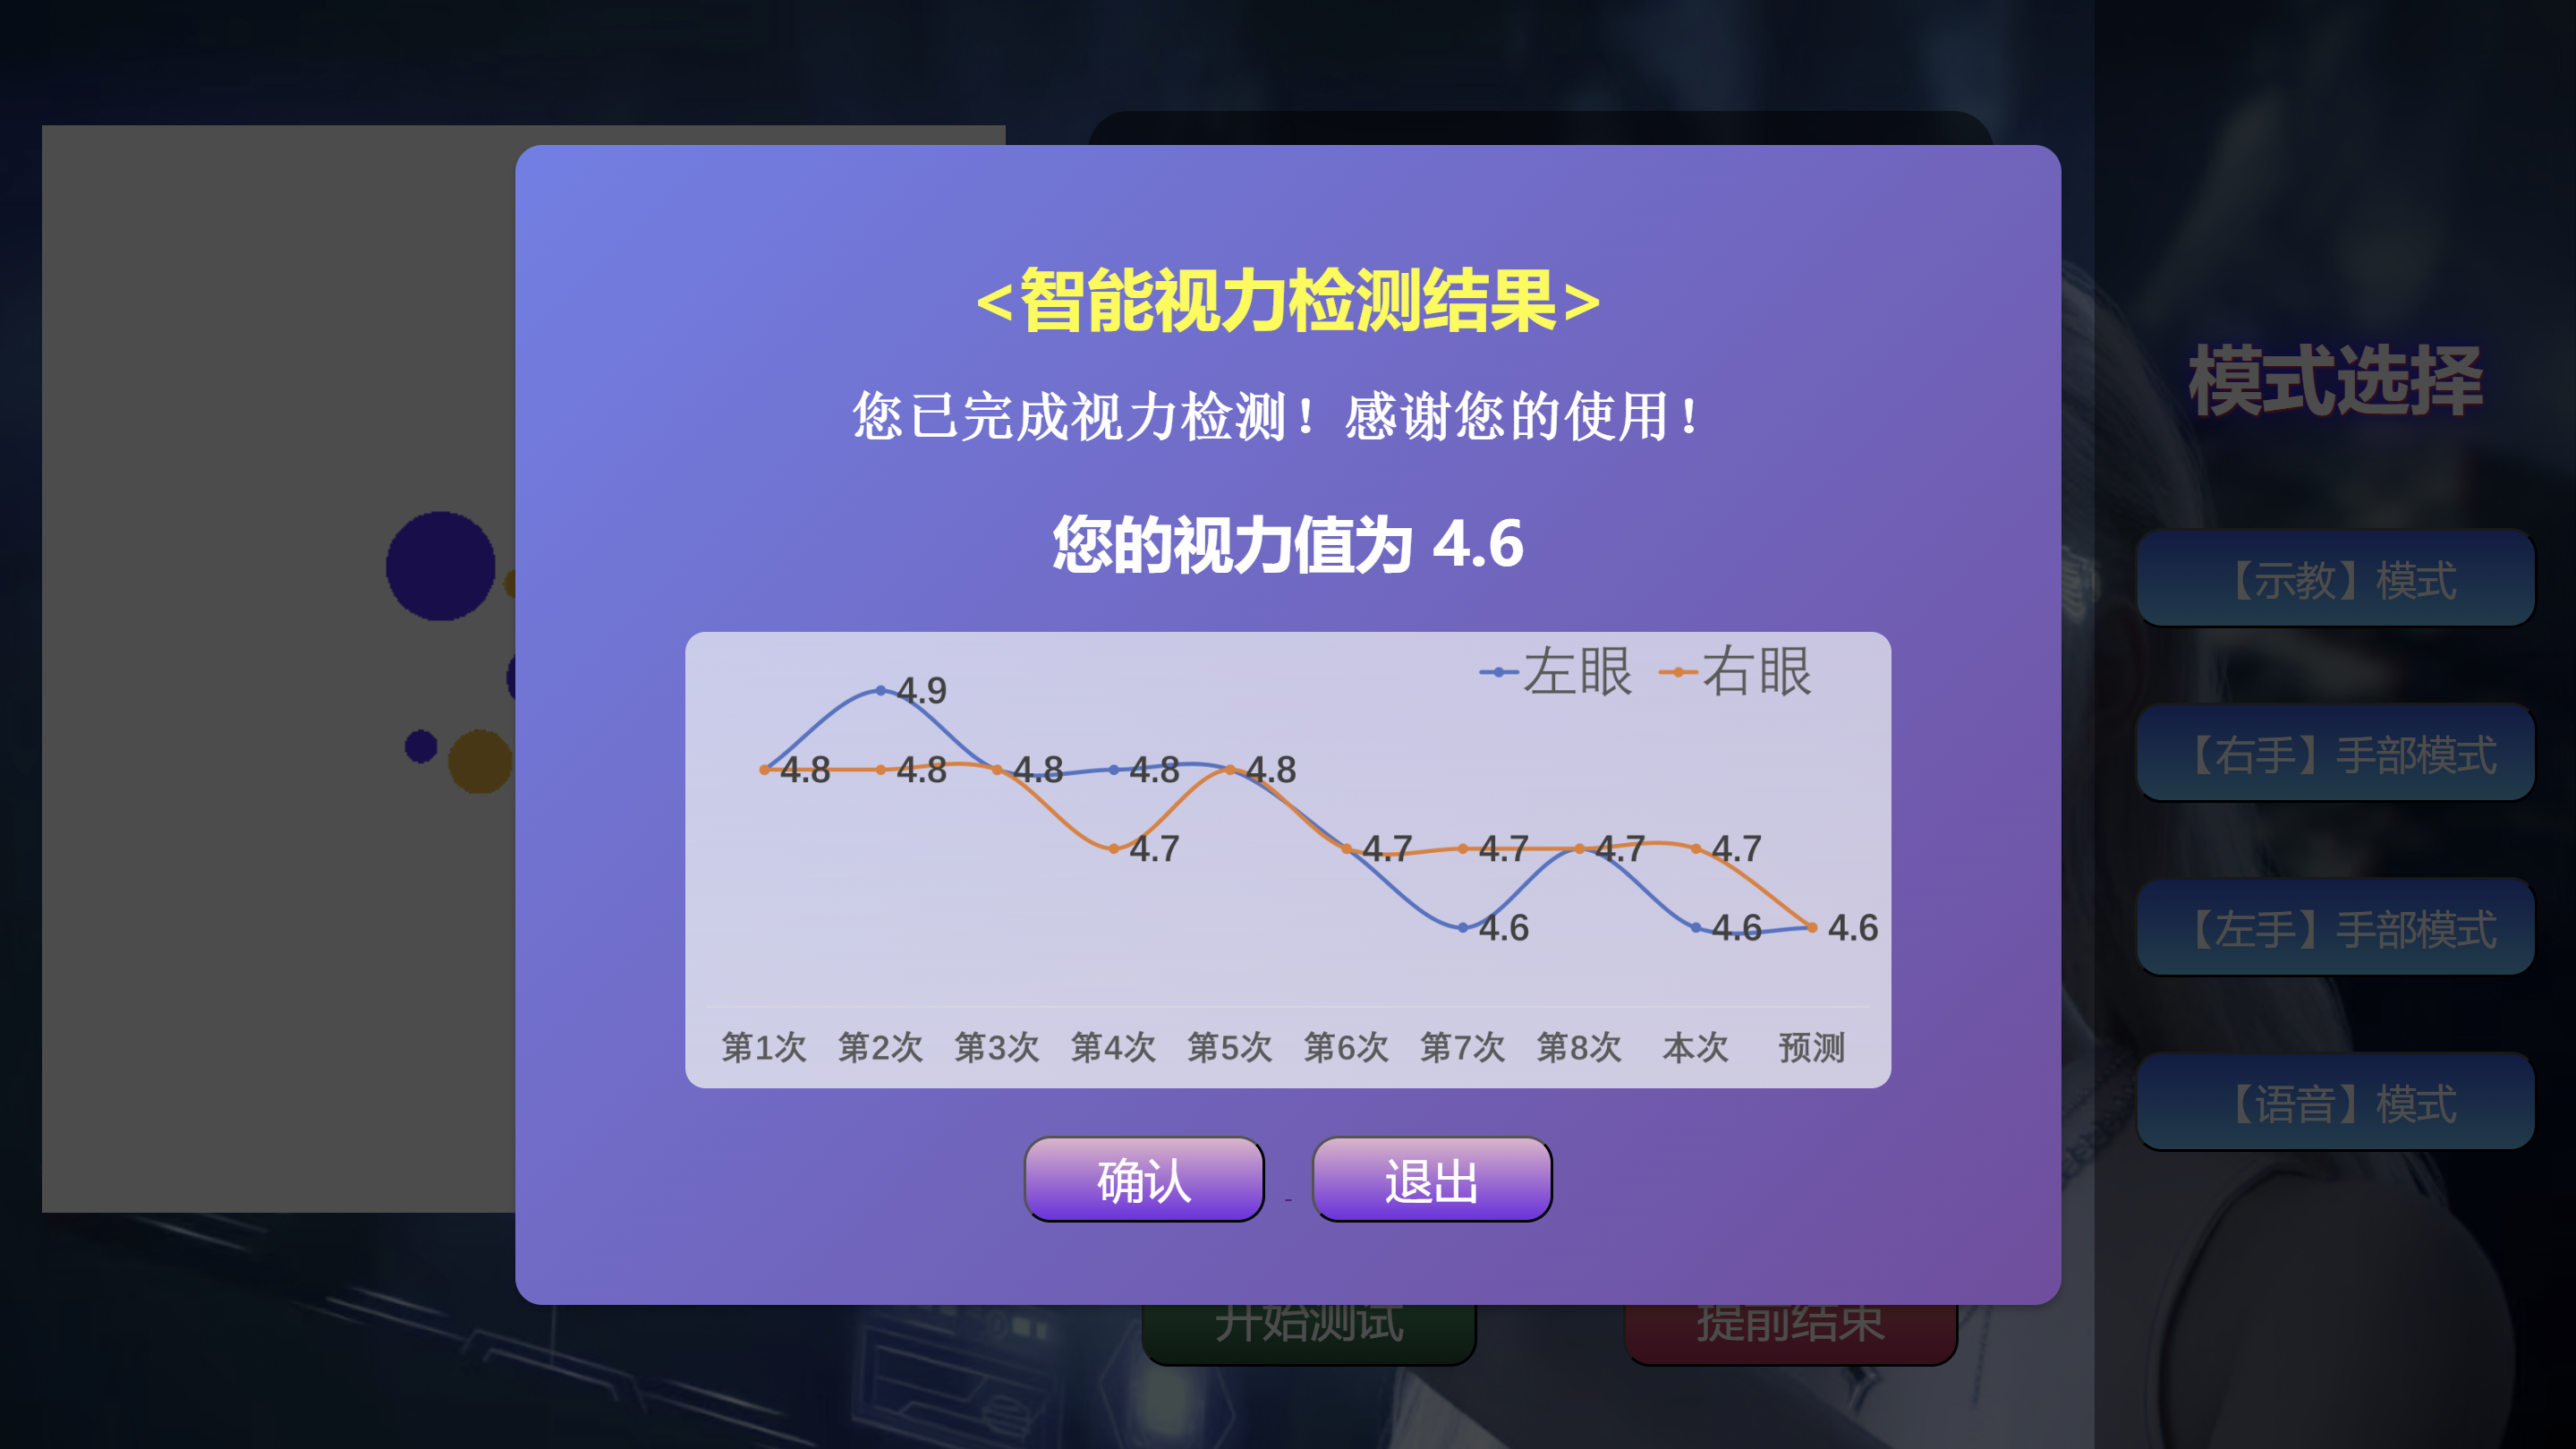 <智能视力检测结果>
您已完成视力检测！感谢您的使用！
您的视力值为 4.6
左眼 右眼
4.9
4.8 4.8 4.8 4.8 4.8
4.7 4.7 4.7 4.7 4.7
4.6 4.6 4.6
第1次 第2次 第3次 第4次 第5次 第6次 第7次 第8次 本次 预测
确认 - 退出
开始测试 提前结束
模式选择
【示教】模式
【右手】手部模式
【左手】手部模式
【语音】模式